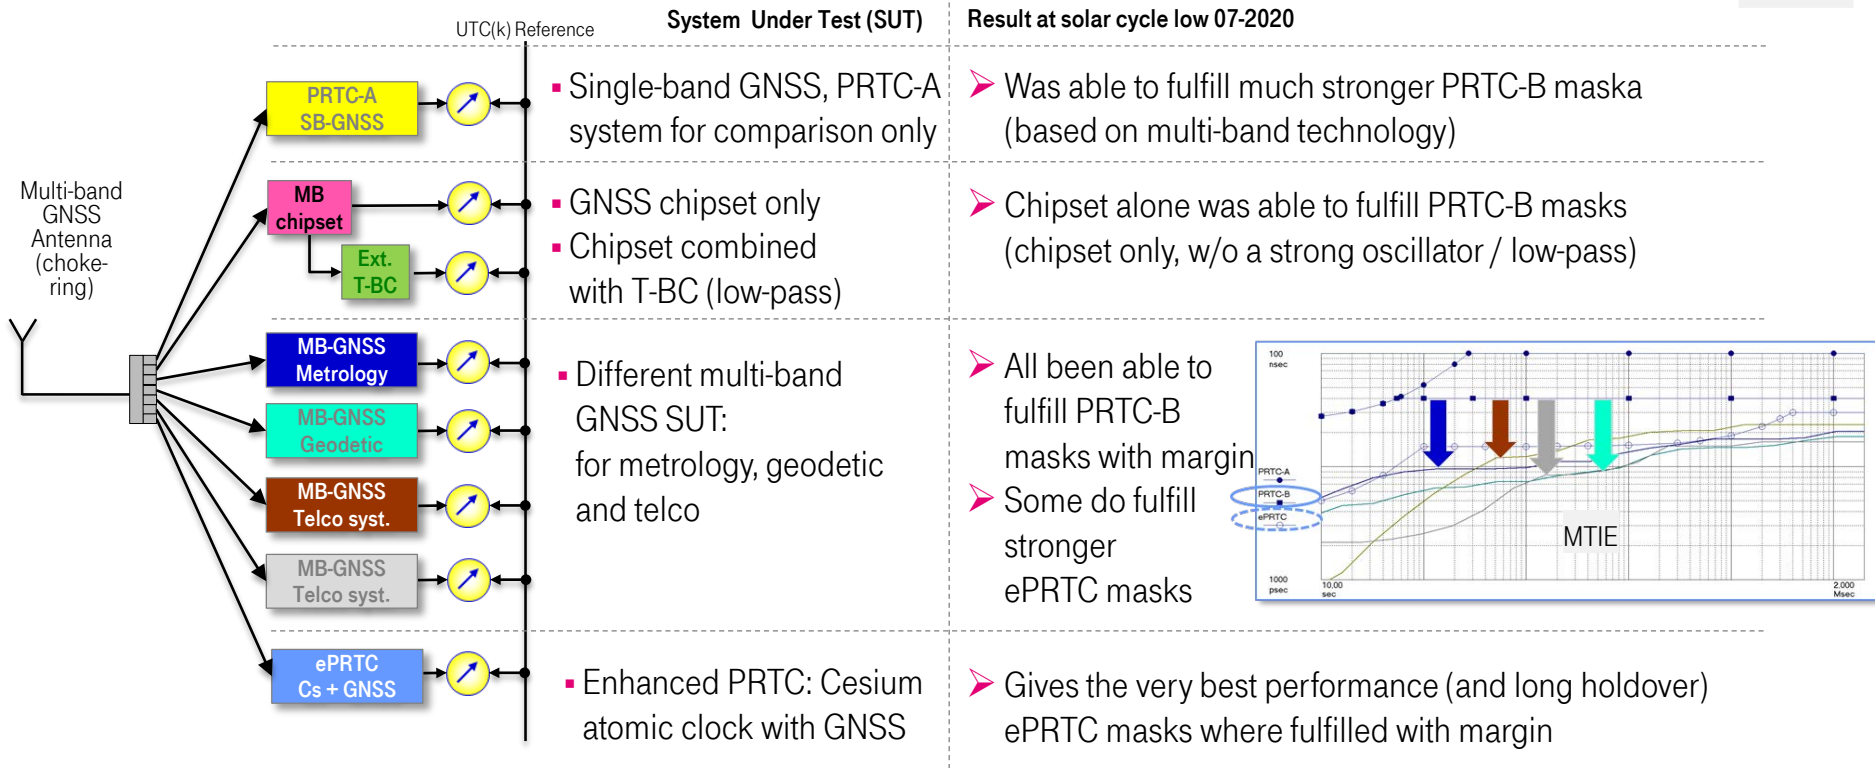 System Under Test (SUT)
Result at solar cycle low 07-2020
UTC(k) Reference
Multi-band
GNSS
Antenna
(choke-
ring)
PRTC-A
SB-GNSS
▪ Single-band GNSS, PRTC-A
system for comparison only
➢ Was able to fulfill much stronger PRTC-B maska
(based on multi-band technology)
MB
chipset
Ext.
T-BC
▪ GNSS chipset only
▪ Chipset combined
with T-BC (low-pass)
➢ Chipset alone was able to fulfill PRTC-B masks
(chipset only, w/o a strong oscillator / low-pass)
MB-GNSS
Metrology
MB-GNSS
Geodetic
MB-GNSS
Telco syst.
MB-GNSS
Telco syst.
▪ Different multi-band
GNSS SUT:
for metrology, geodetic
and telco
➢ All been able to
fulfill PRTC-B
masks with margin
➢ Some do fulfill
stronger
ePRTC masks
100
nsec
PRTC-A
PRTC-B
ePRTC
MTIE
1000
psec
10.00
sec
2.000
Msec
ePRTC
Cs + GNSS
▪ Enhanced PRTC: Cesium
atomic clock with GNSS
➢ Gives the very best performance (and long holdover)
ePRTC masks where fulfilled with margin